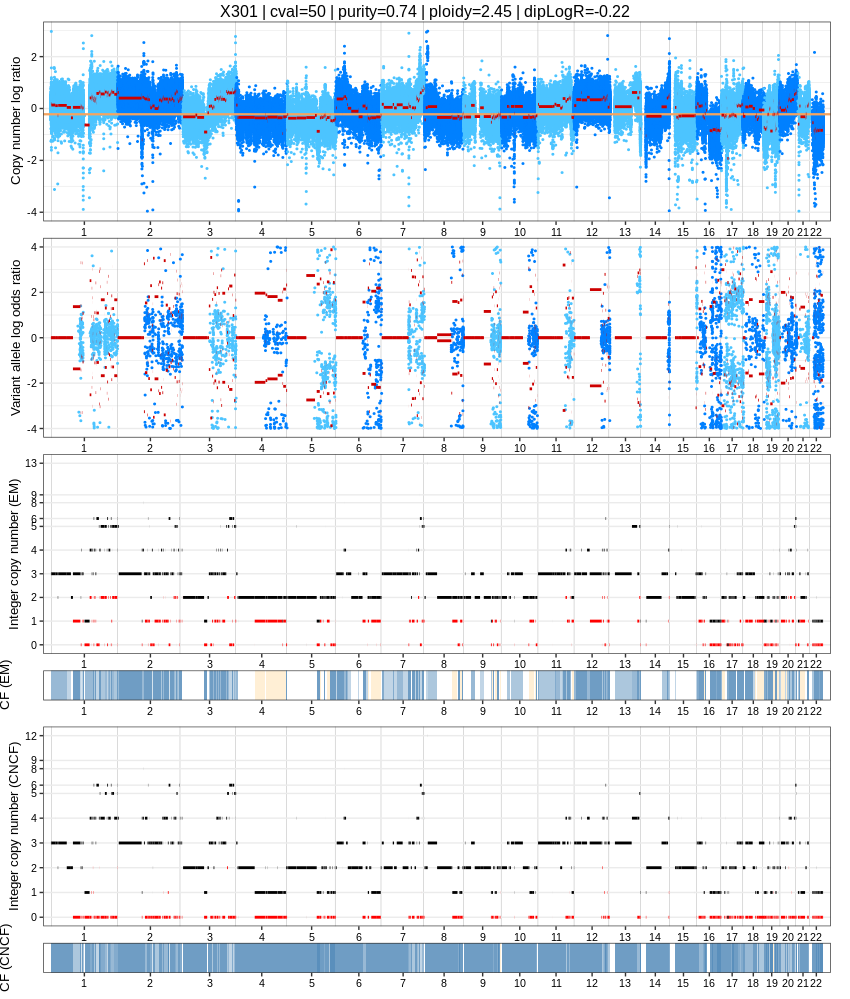 X301 | cval=50 | purity=0.74 | ploidy=2.45 | dipLogR=-0.22
Copy number log ratio
2
0
-2
-4
1 2 3 4 5 6 7 8 9 10 11 12 13 14 15 16 17 18 19 20 21 22
Variant allele log odds ratio
4
2
0
-2
-4
1 2 3 4 5 6 7 8 9 10 11 12 13 14 15 16 17 18 19 20 21 22
Integer copy number (EM)
13
9
8
6
5
4
3
2
1
0
1 2 3 4 5 6 7 8 9 10 11 12 13 14 15 16 17 18 19 20 21 22
CF (EM)
1 2 3 4 5 6 7 8 9 10 11 12 13 14 15 16 17 18 19 20 21 22
Integer copy number (CNCF)
12
9
8
6
5
4
3
2
1
0
1 2 3 4 5 6 7 8 9 10 11 12 13 14 15 16 17 18 19 20 21 22
CF (CNCF)
1 2 3 4 5 6 7 8 9 10 11 12 13 14 15 16 17 18 19 20 21 22